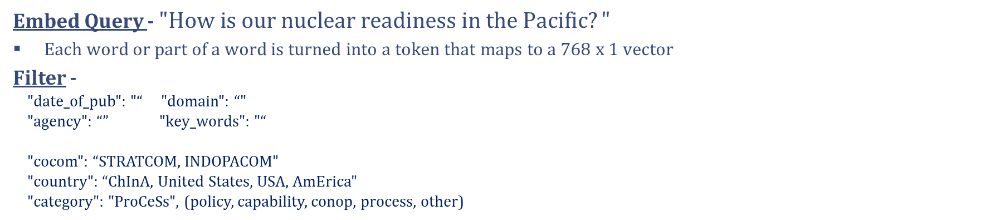 Embed Query - "How is our nuclear readiness in the Pacific? "
▪ Each word or part of a word is turned into a token that maps to a 768 x 1 vector
Filter -
"date_of_pub": "“ "domain": “"
"agency": “” "key_words": "“
"cocom": “STRATCOM, INDOPACOM"
"country": “ChInA, United States, USA, AmErica"
"category": "ProCeSs", (policy, capability, conop, process, other)